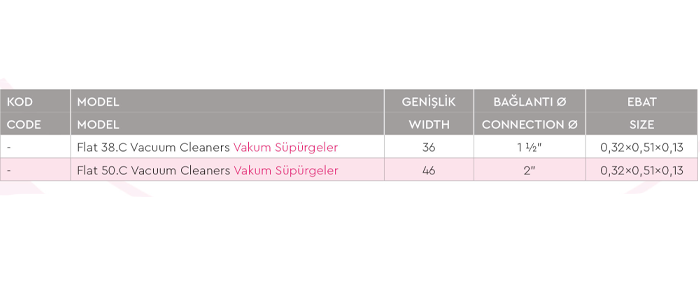 KOD MODEL GENİŞLİK BAĞLANTI Ø EBAT
CODE MODEL WIDTH CONNECTION Ø SIZE
- Flat 38.C Vacuum Cleaners Vakum Süpürgeler 36 1 ½" 0,32×0,51×0,13
- Flat 50.C Vacuum Cleaners Vakum Süpürgeler 46 2" 0,32×0,51×0,13